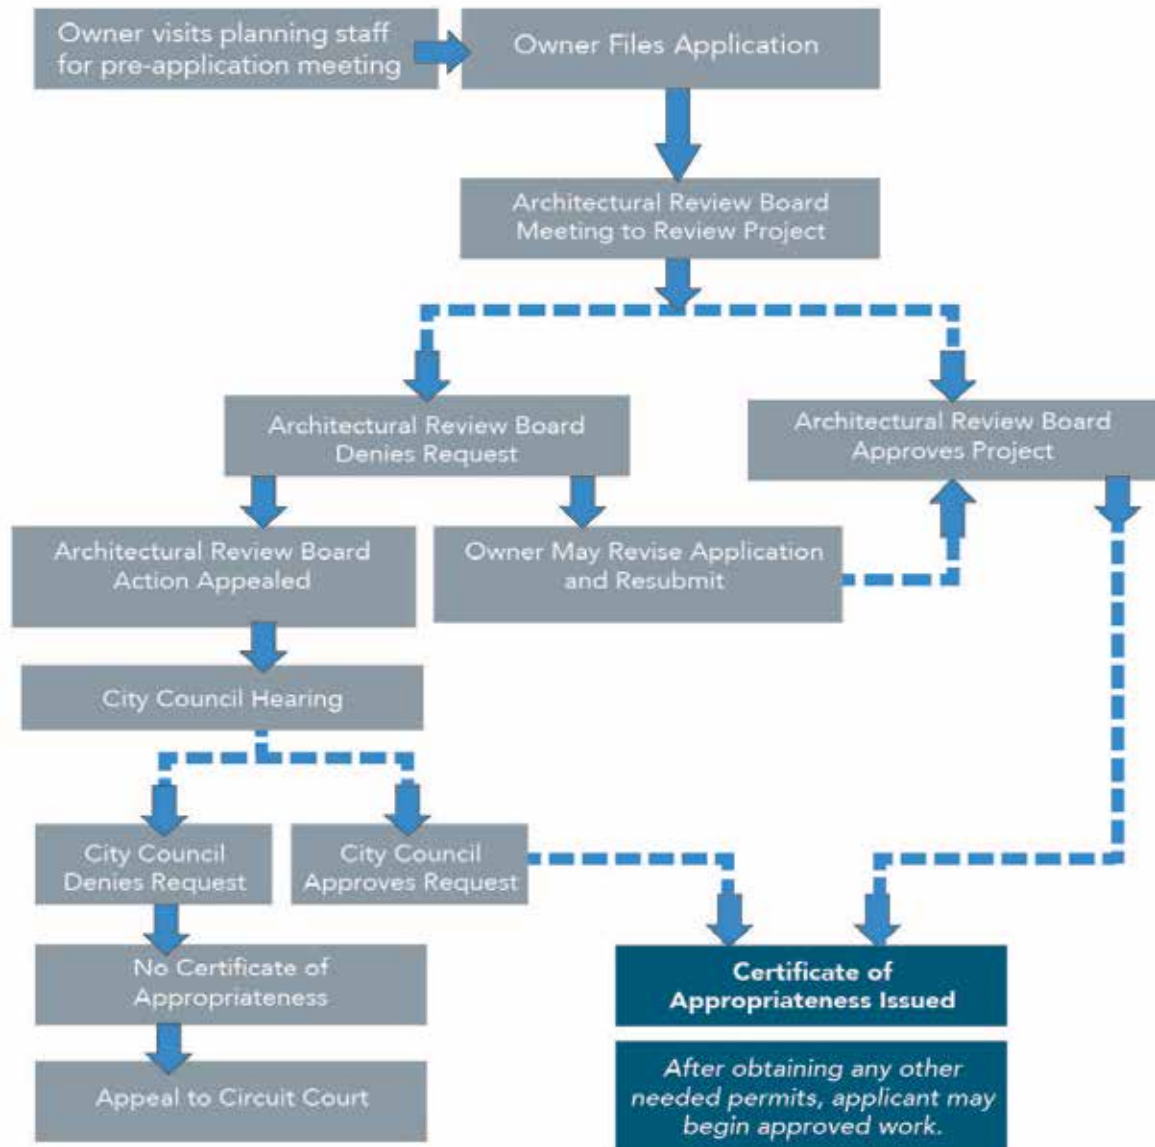 Owner visits planning staff
for pre-application meeting
Owner Files Application
Architectural Review Board
Meeting to Review Project
Architectural Review Board
Denies Request
Architectural Review Board
Approves Project
Architectural Review Board
Action Appealed
Owner May Revise Application
and Resubmit
City Council Hearing
City Council
Denies Request
City Council
Approves Request
No Certificate of
Appropriateness
Certificate of
Appropriateness Issued
Appeal to Circuit Court
After obtaining any other
needed permits, applicant may
begin approved work.